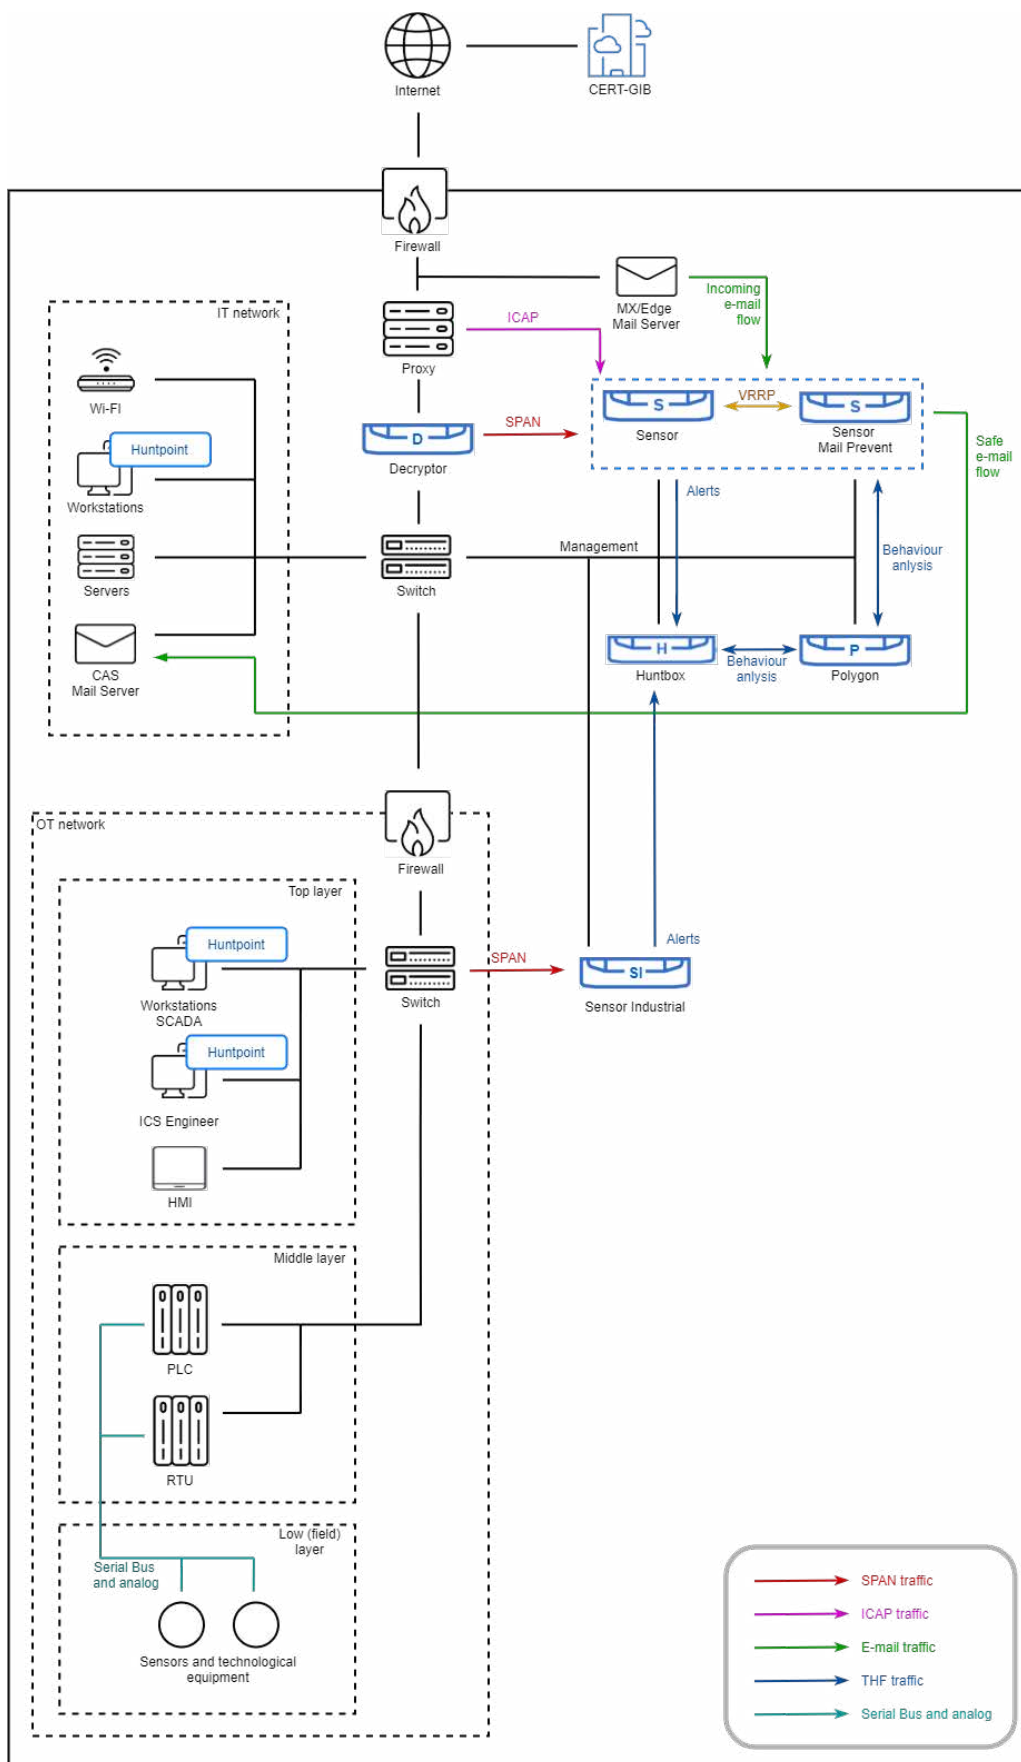 Internet
CERT-GIB
Firewall
MX/Edge
Mail Server
Incoming
e-mail
flow
IT network
ICAP
Proxy
Wi-FI
Huntpoint
Workstations
SPAN
D
Decryptor
S
Sensor
VRRP
S
Sensor
Mail Prevent
Safe
e-mail
flow
Alerts
Management
Behaviour
anlysis
Servers
Switch
CAS
Mail Server
H
Huntbox
Behaviour
anlysis
P
Polygon
OT network
Firewall
Top layer
Huntpoint
Workstations
SCADA
Switch
SPAN
Alerts
SI
Sensor Industrial
Huntpoint
ICS Engineer
HMI
Middle layer
PLC
RTU
Low (field)
layer
Serial Bus
and analog
Sensors and technological
equipment
SPAN traffic
ICAP traffic
E-mail traffic
THF traffic
Serial Bus and analog